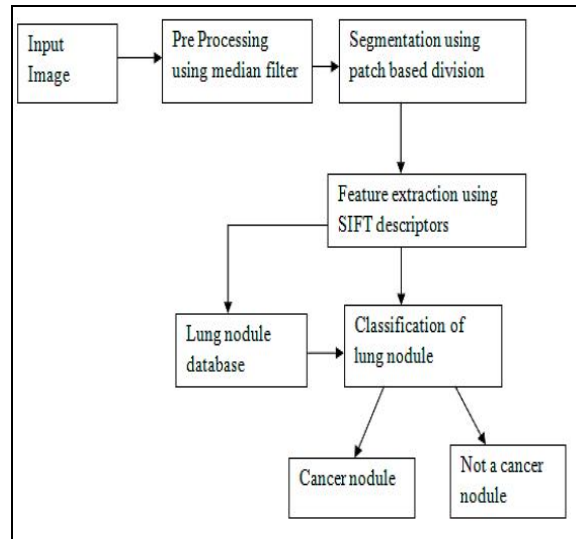 Input
Image
Pre Processing
using median filter
Segmentation using
patch based division
Feature extraction using
SIFT descriptors
Lung nodule
database
Classification of
lung nodule
Cancer nodule
Not a cancer
nodule